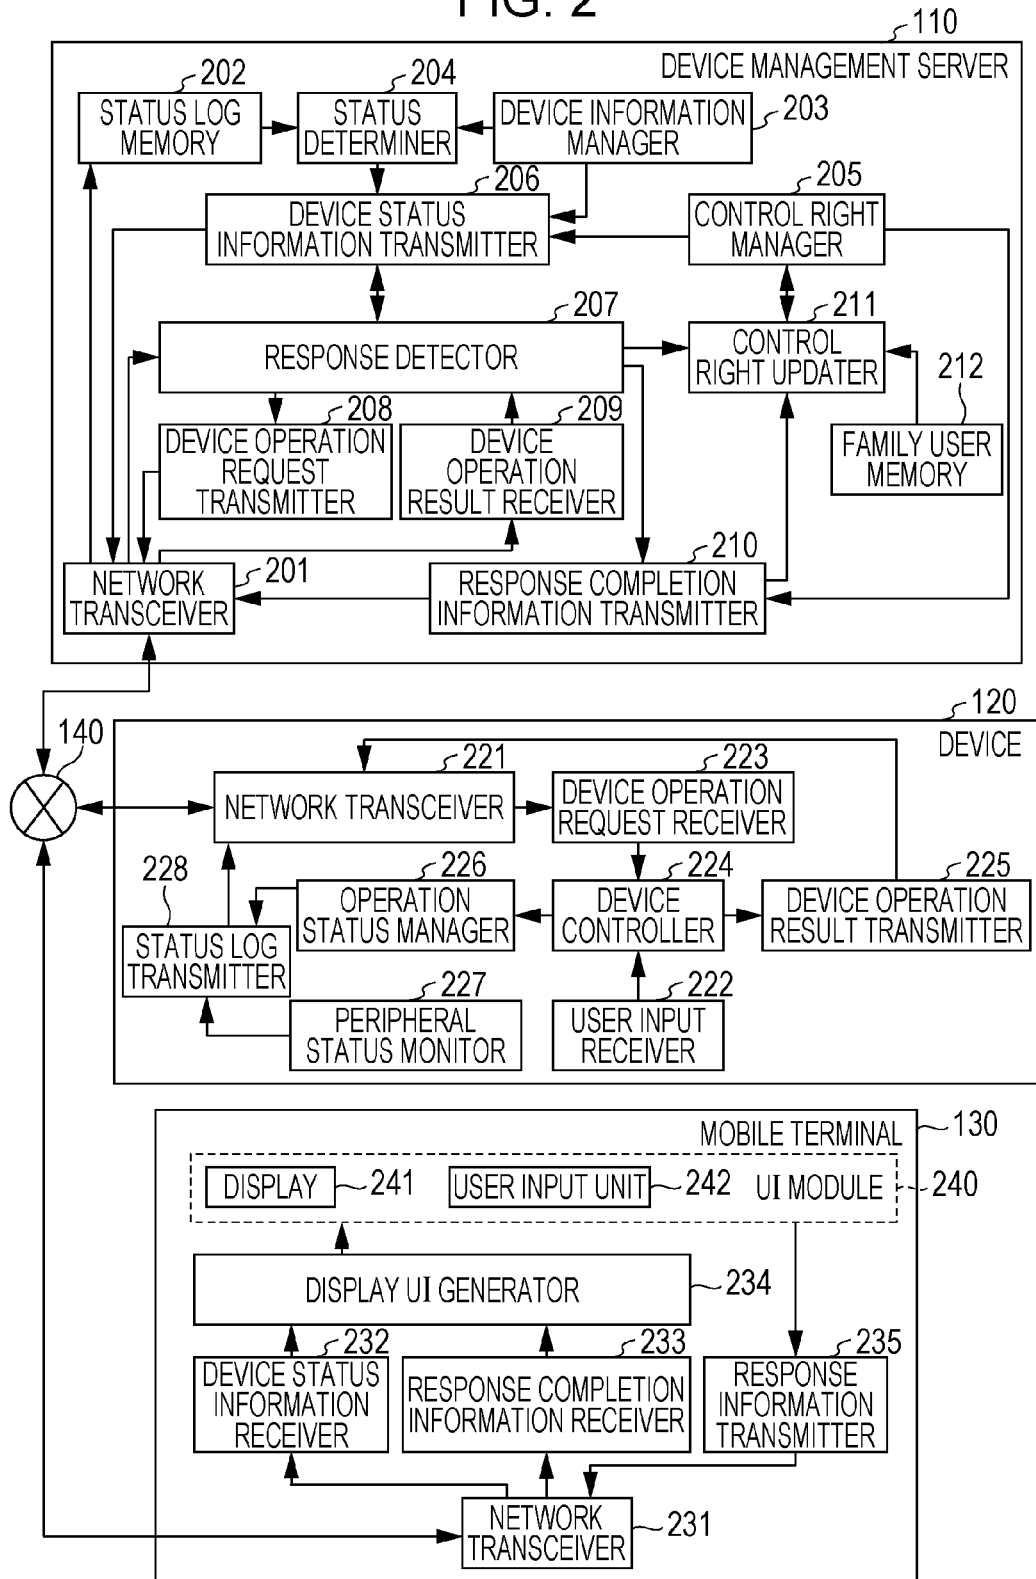 FIG. 2
110
DEVICE MANAGEMENT SERVER
202
STATUS LOG
MEMORY
204
STATUS
DETERMINER
DEVICE INFORMATION
MANAGER
203
206
DEVICE STATUS
INFORMATION TRANSMITTER
205
CONTROL RIGHT
MANAGER
207
RESPONSE DETECTOR
211
CONTROL
RIGHT UPDATER
212
FAMILY USER
MEMORY
208
DEVICE OPERATION
REQUEST
TRANSMITTER
209
DEVICE
OPERATION
RESULT RECEIVER
201
NETWORK
TRANSCEIVER
210
RESPONSE COMPLETION
INFORMATION TRANSMITTER
140
120
DEVICE
221
NETWORK TRANSCEIVER
223
DEVICE OPERATION
REQUEST RECEIVER
228
STATUS LOG
TRANSMITTER
226
OPERATION
STATUS MANAGER
224
DEVICE
CONTROLLER
225
DEVICE OPERATION
RESULT TRANSMITTER
227
PERIPHERAL
STATUS MONITOR
222
USER INPUT
RECEIVER
130
MOBILE TERMINAL
DISPLAY
241
USER INPUT UNIT
242
UI MODULE
240
DISPLAY UI GENERATOR
234
232
DEVICE STATUS
INFORMATION
RECEIVER
233
RESPONSE COMPLETION
INFORMATION RECEIVER
235
RESPONSE
INFORMATION
TRANSMITTER
NETWORK
TRANSCEIVER
231